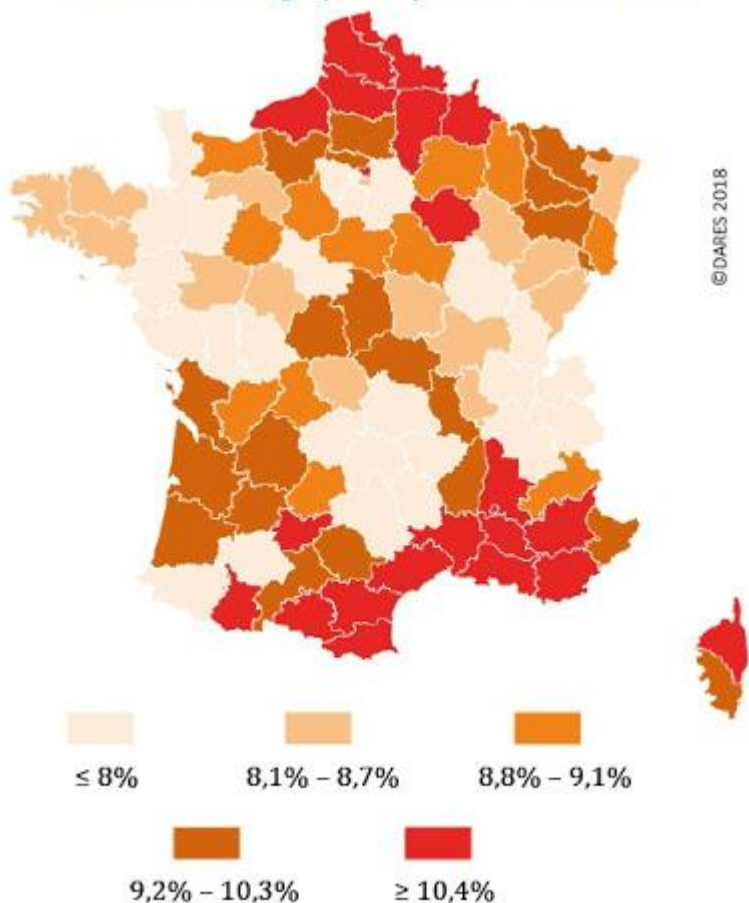 ©DARES 2018
≤ 8%
8,1% – 8,7%
8,8% – 9,1%
9,2% – 10,3%
≥ 10,4%